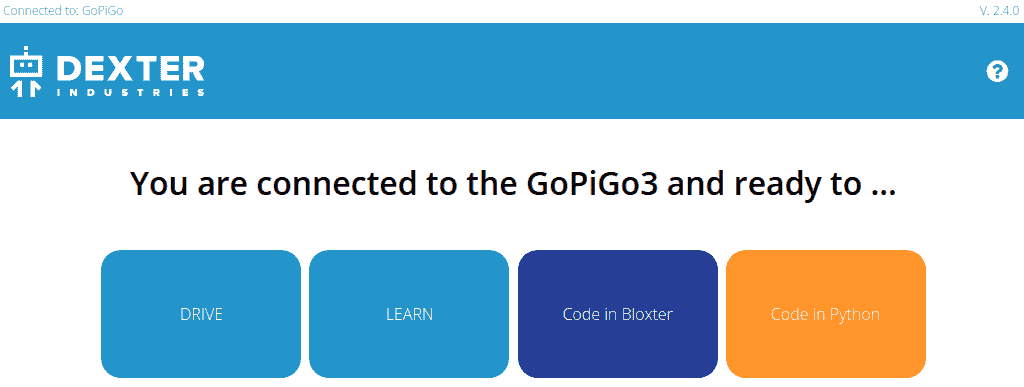 Connected to: GoPiGo
V. 2.4.0
DEXTER
INDUSTRIES
?
You are connected to the GoPiGo3 and ready to ...
DRIVE
LEARN
Code in Bloxter
Code in Python